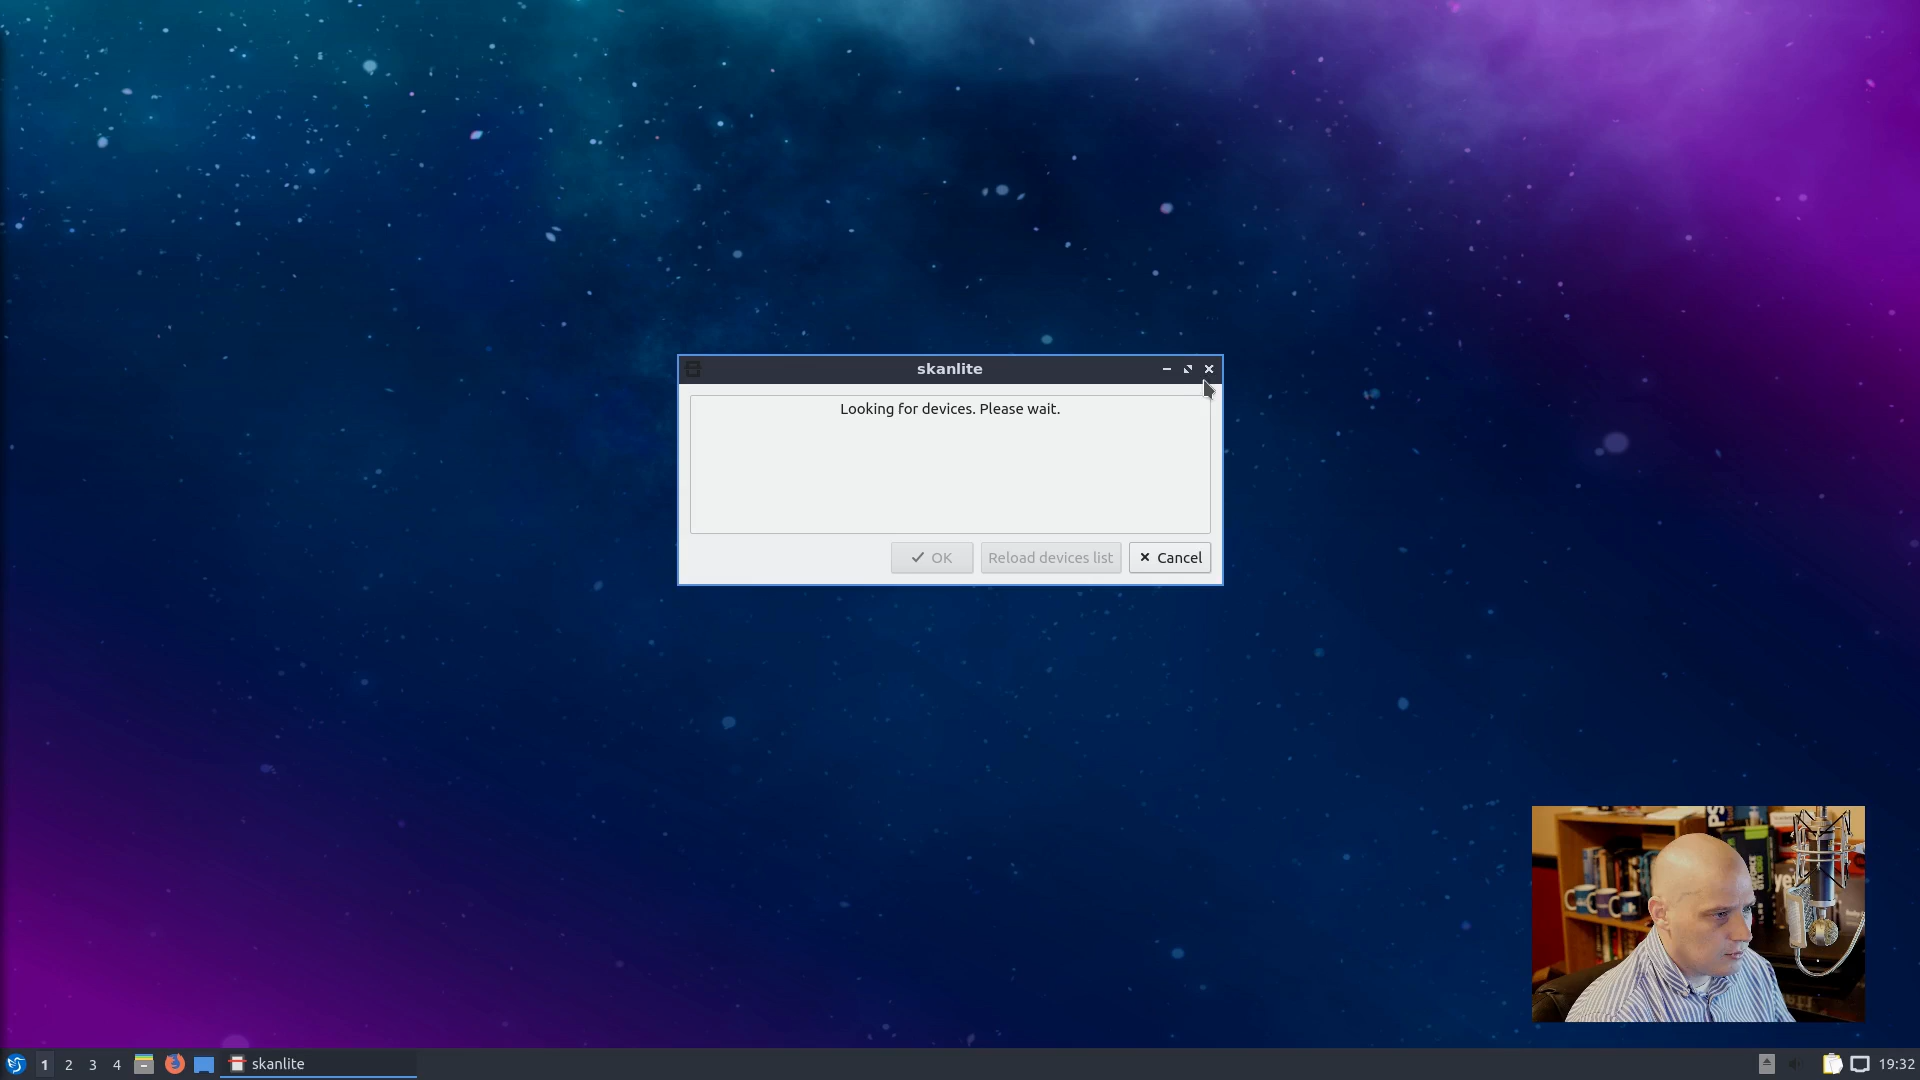 skanlite
Looking for devices. Please wait.
OK
Reload devices list
Cancel
1 2 3 4
skanlite
19:32